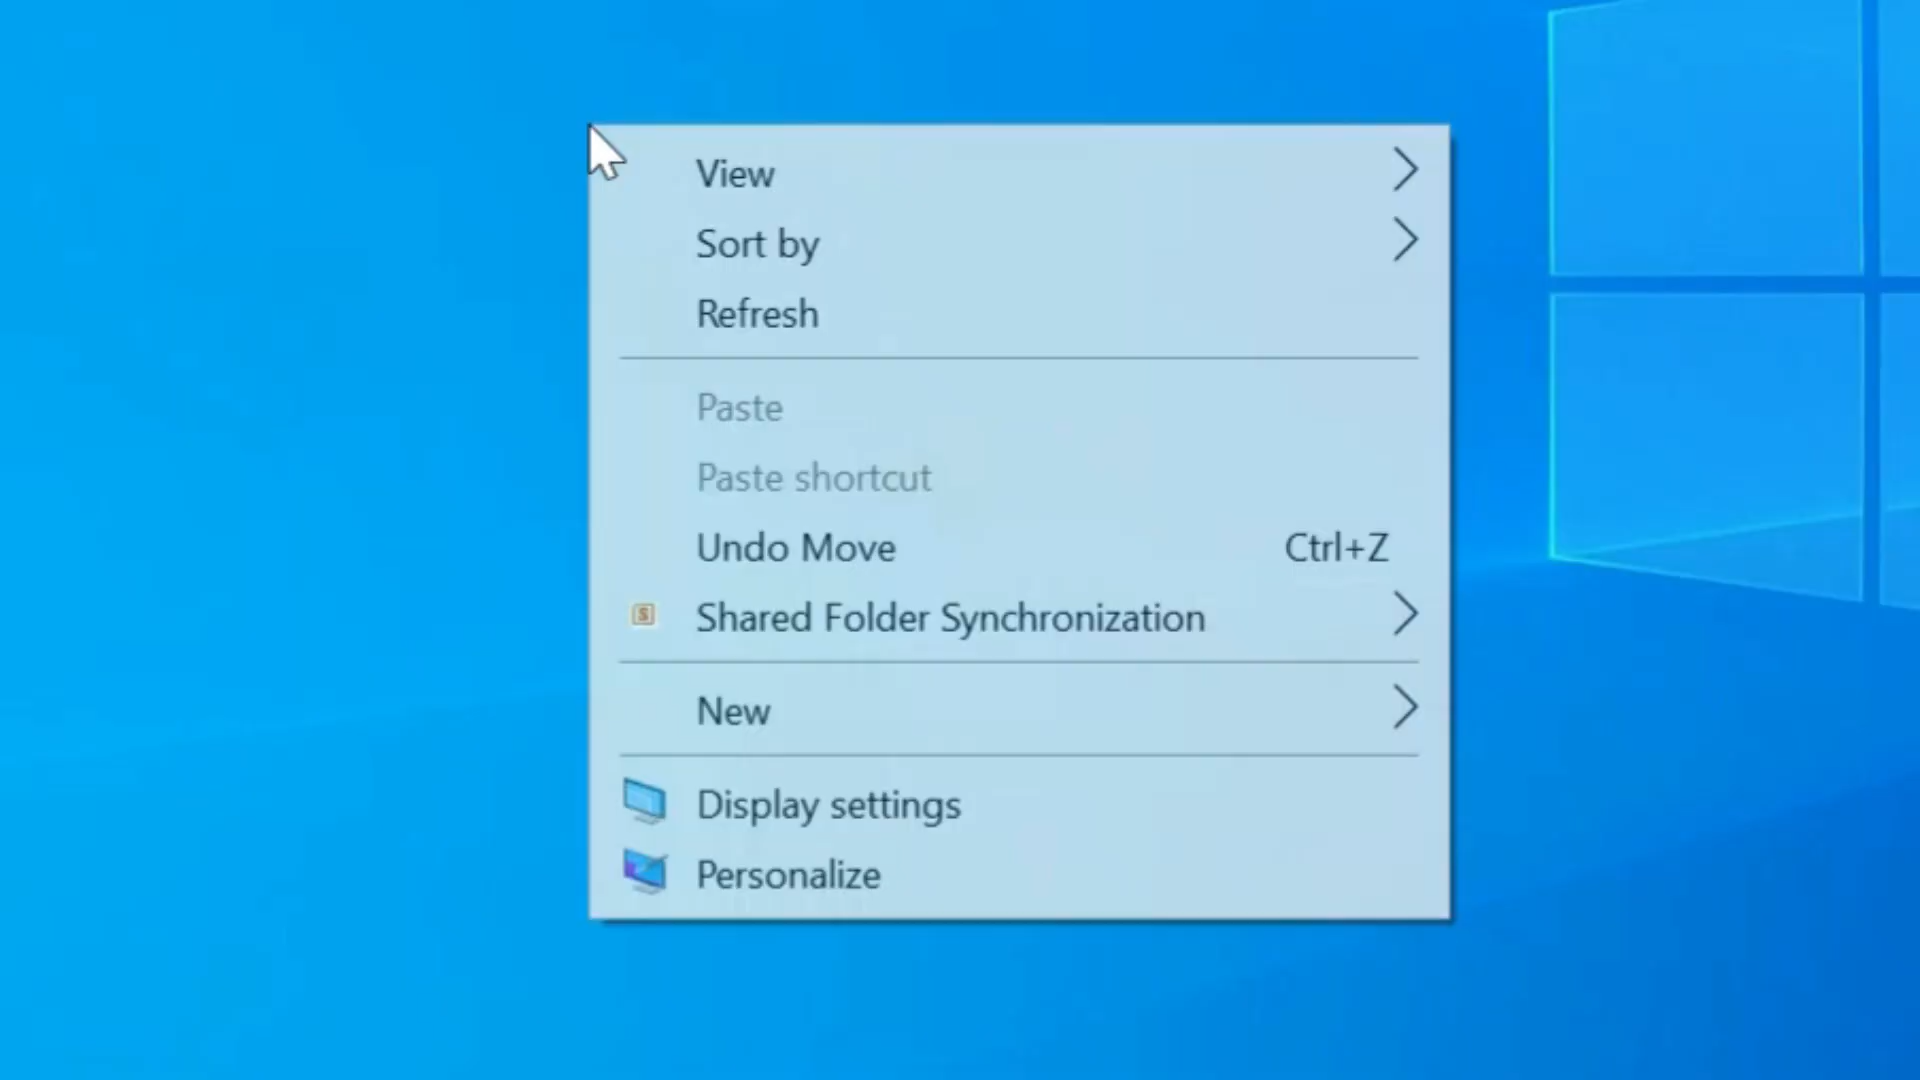 View
Sort by
Refresh
Paste
Paste shortcut
Undo Move Ctrl+Z
S Shared Folder Synchronization
New
Display settings
Personalize